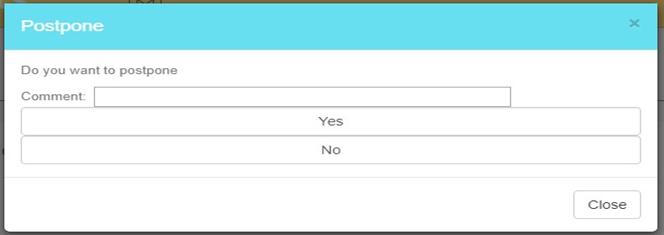 Postpone ×
Do you want to postpone
Comment:
Yes
No
Close